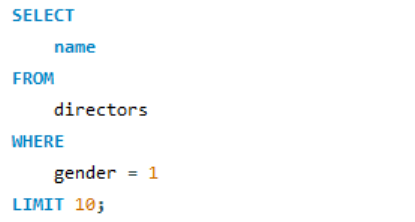 SELECT
    name
FROM
    directors
WHERE
    gender = 1
LIMIT 10;